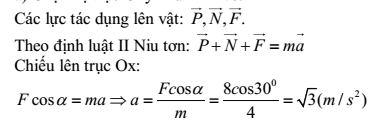 Các lực tác dụng lên vật: $\vec{P}, \vec{N}, \vec{F}.$
Theo định luật II Niu tơn: $\vec{P}+\vec{N}+\vec{F}=m\vec{a}$
Chiếu lên trục Ox:
$F\cos\alpha = ma \Rightarrow a = \frac{F\cos\alpha}{m} = \frac{8\cos 30^0}{4} = \sqrt{3}(m/s^2)$